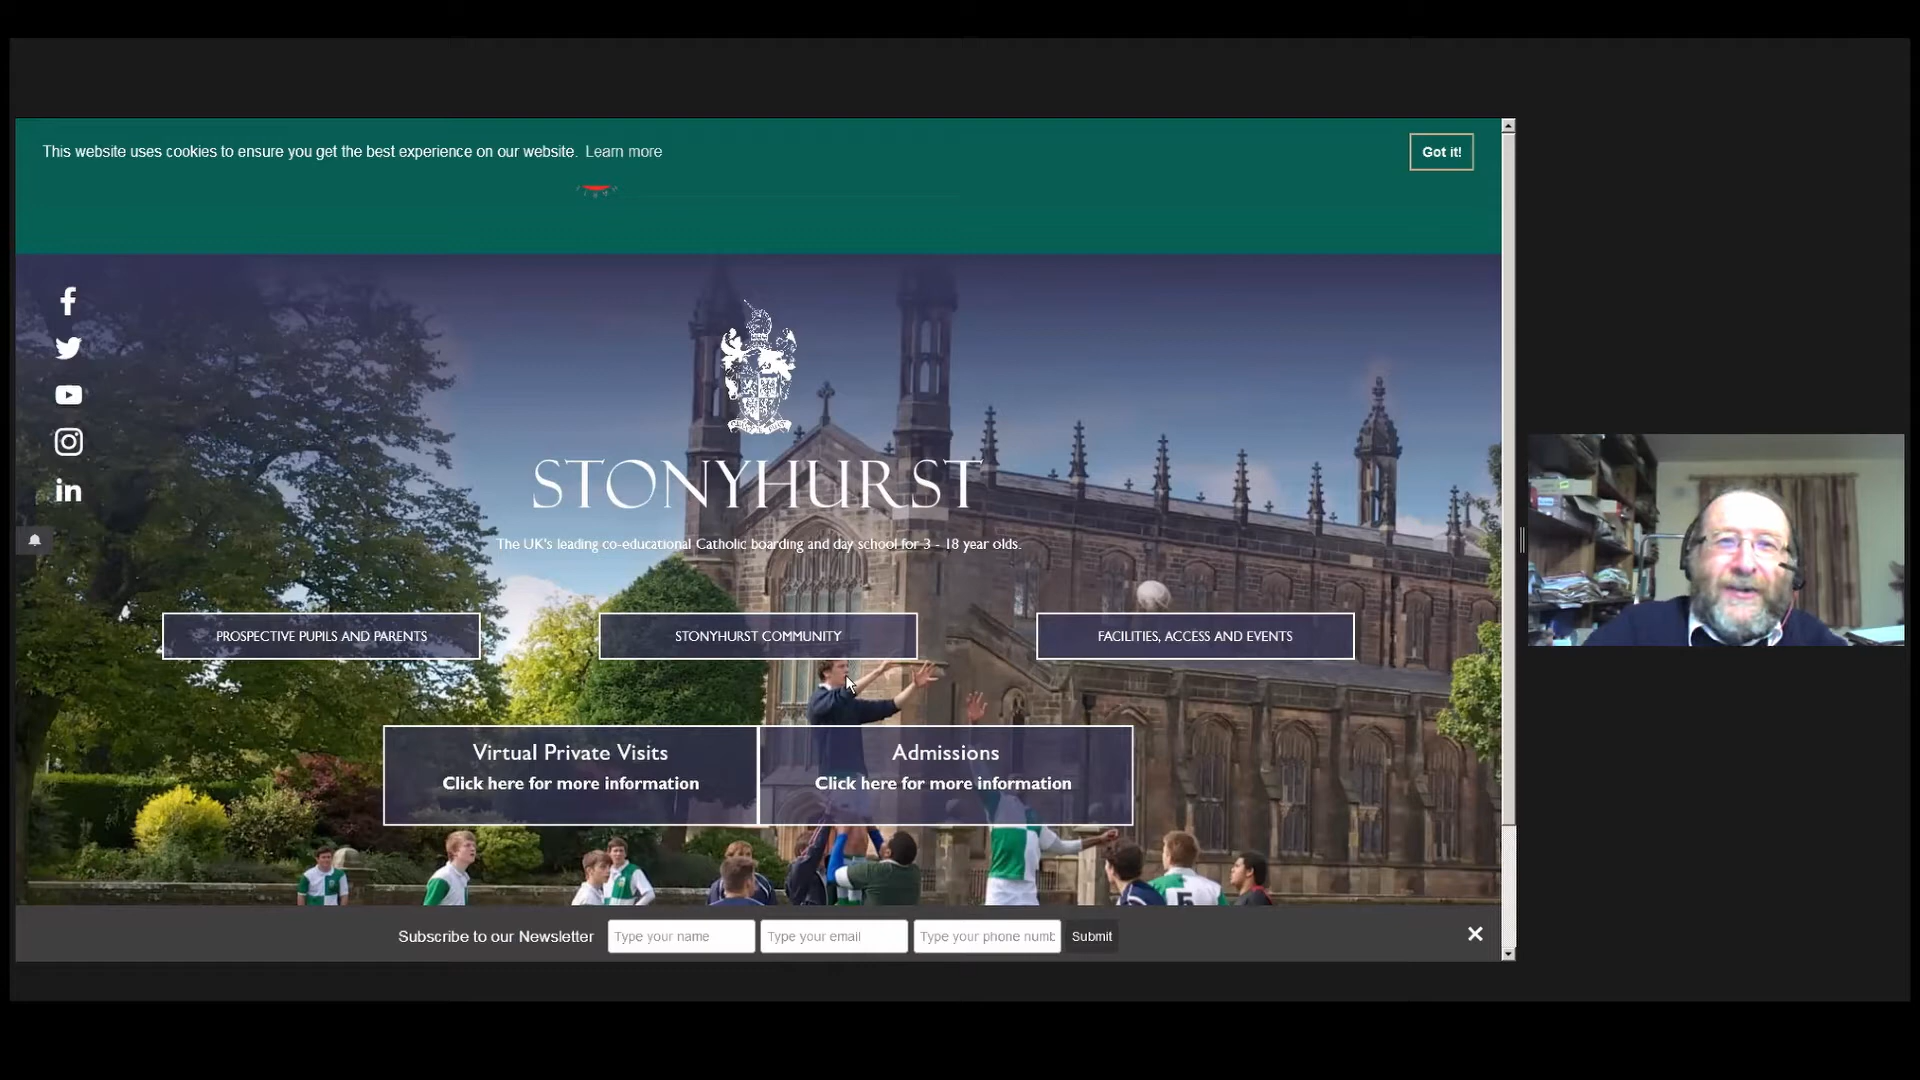 This website uses cookies to ensure you get the best experience on our website. Learn more
Got it!
STONYHURST
The UK's leading co-educational Catholic boarding and day school for 3 - 18 year olds.
PROSPECTIVE PUPILS AND PARENTS
STONYHURST COMMUNITY
FACILITIES, ACCESS AND EVENTS
Virtual Private Visits
Click here for more information
Admissions
Click here for more information
Subscribe to our Newsletter
Type your name
Type your email
Type your phone numb
Submit